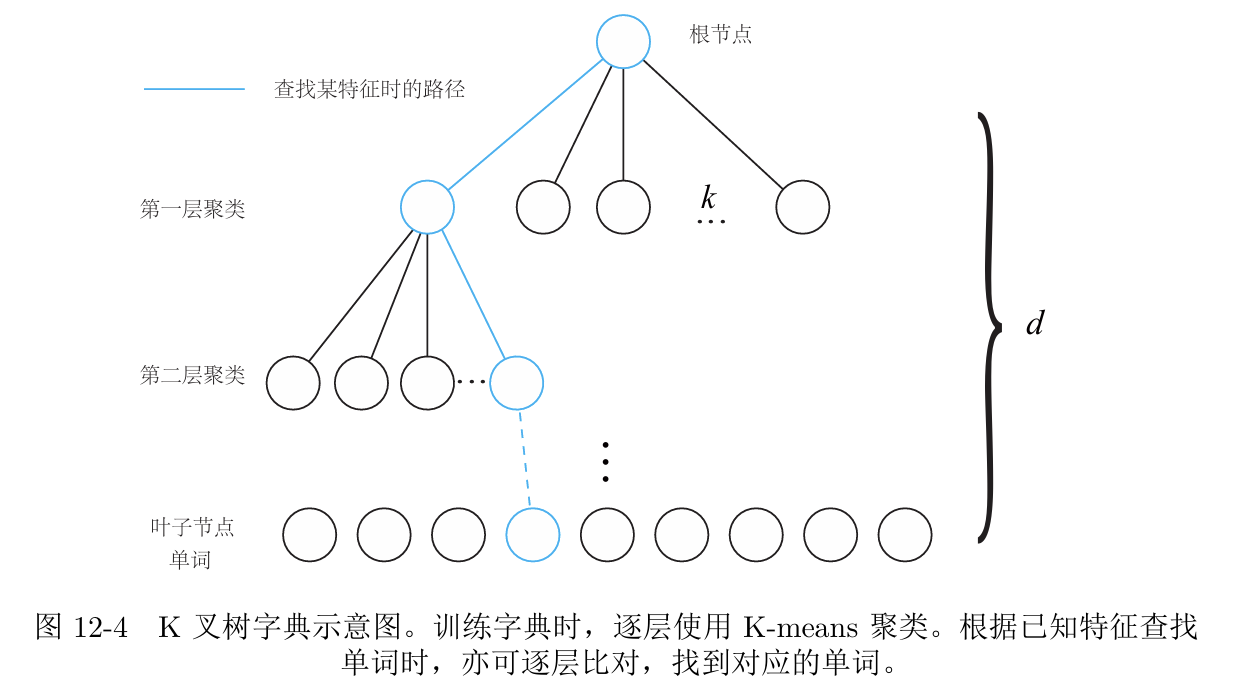 根节点
查找某特征时的路径
第一层聚类
k
…
d
第二层聚类
…
⋮
叶子节点
单词
图 12-4 K 叉树字典示意图。训练字典时，逐层使用 K-means 聚类。根据已知特征查找
单词时，亦可逐层比对，找到对应的单词。